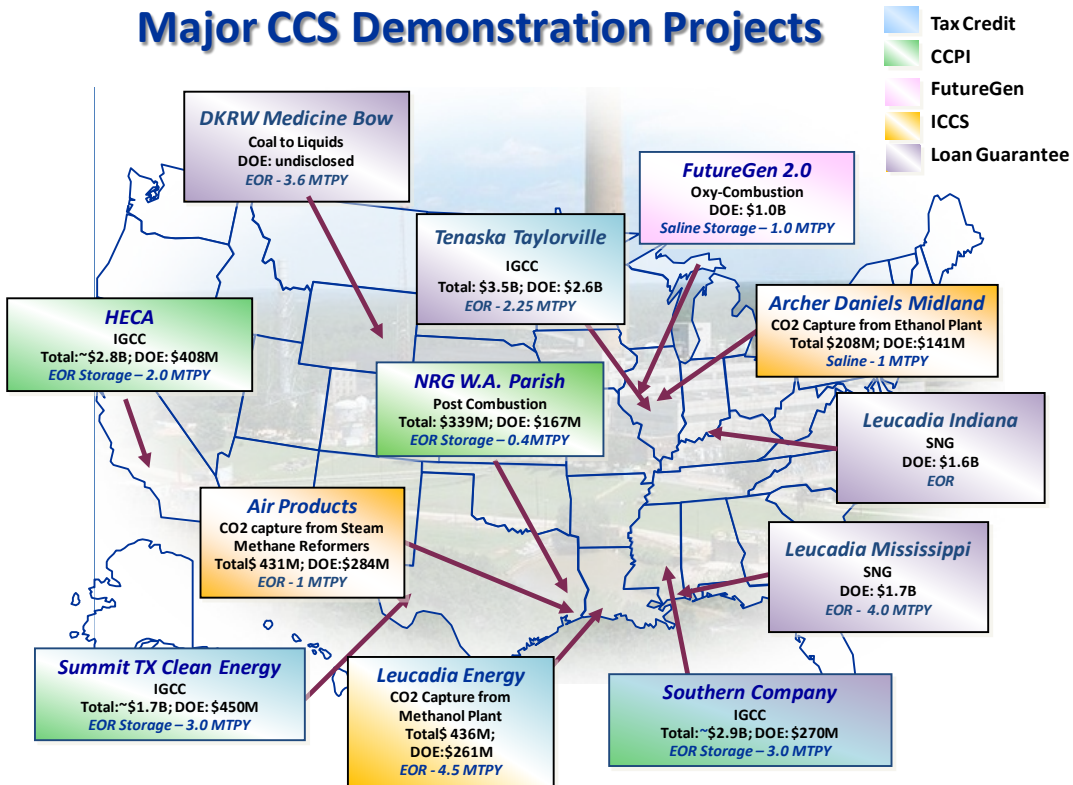 Major CCS Demonstration Projects
Tax Credit
CCPI
FutureGen
ICCS
Loan Guarantee
DKRW Medicine Bow
Coal to Liquids
DOE: undisclosed
EOR - 3.6 MTPY
FutureGen 2.0
Oxy-Combustion
DOE: $1.0B
Saline Storage – 1.0 MTPY
Tenaska Taylorville
IGCC
Total: $3.5B; DOE: $2.6B
EOR - 2.25 MTPY
Archer Daniels Midland
CO2 Capture from Ethanol Plant
Total $208M; DOE:$141M
Saline - 1 MTPY
HECA
IGCC
Total:~$2.8B; DOE: $408M
EOR Storage – 2.0 MTPY
NRG W.A. Parish
Post Combustion
Total: $339M; DOE: $167M
EOR Storage – 0.4MTPY
Leucadia Indiana
SNG
DOE: $1.6B
EOR
Air Products
CO2 capture from Steam
Methane Reformers
Total$ 431M; DOE:$284M
EOR - 1 MTPY
Leucadia Mississippi
SNG
DOE: $1.7B
EOR - 4.0 MTPY
Summit TX Clean Energy
IGCC
Total:~$1.7B; DOE: $450M
EOR Storage – 3.0 MTPY
Leucadia Energy
CO2 Capture from
Methanol Plant
Total$ 436M;
DOE:$261M
EOR - 4.5 MTPY
Southern Company
IGCC
Total:~$2.9B; DOE: $270M
EOR Storage – 3.0 MTPY